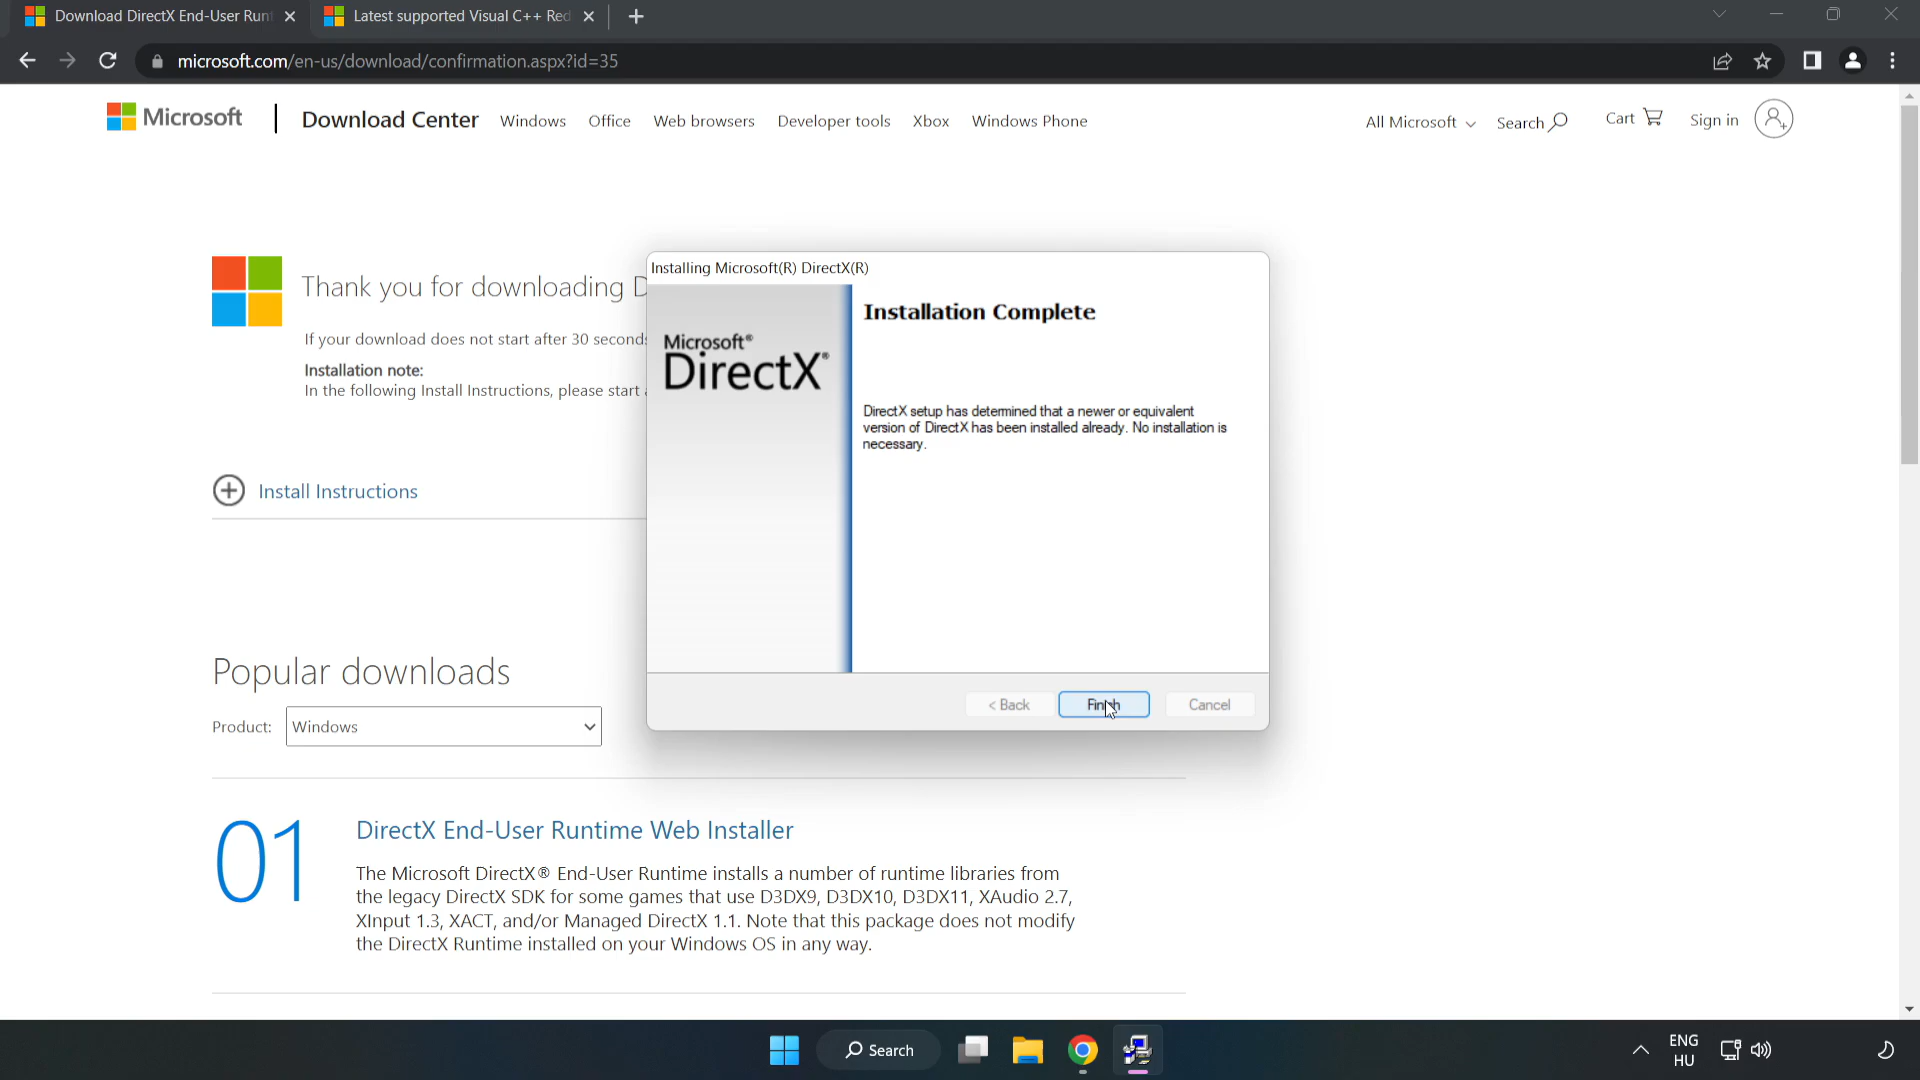 Download DirectX End-User Runt
Latest supported Visual C++ Red
microsoft.com/en-us/download/confirmation.aspx?id=35
Microsoft
Download Center
Windows
Office
Web browsers
Developer tools
Xbox
Windows Phone
All Microsoft
Search
Cart
Sign in
Thank you for downloading D
If your download does not start after 30 seconds
Installation note:
In the following Install Instructions, please start a
Install Instructions
Installing Microsoft(R) DirectX(R)
Microsoft®
DirectX®
Installation Complete
DirectX setup has determined that a newer or equivalent
version of DirectX has been installed already. No installation is
necessary.
< Back
Finish
Cancel
Popular downloads
Product:
Windows
01
DirectX End-User Runtime Web Installer
The Microsoft DirectX® End-User Runtime installs a number of runtime libraries from
the legacy DirectX SDK for some games that use D3DX9, D3DX10, D3DX11, XAudio 2.7,
XInput 1.3, XACT, and/or Managed DirectX 1.1. Note that this package does not modify
the DirectX Runtime installed on your Windows OS in any way.
Search
ENG
HU